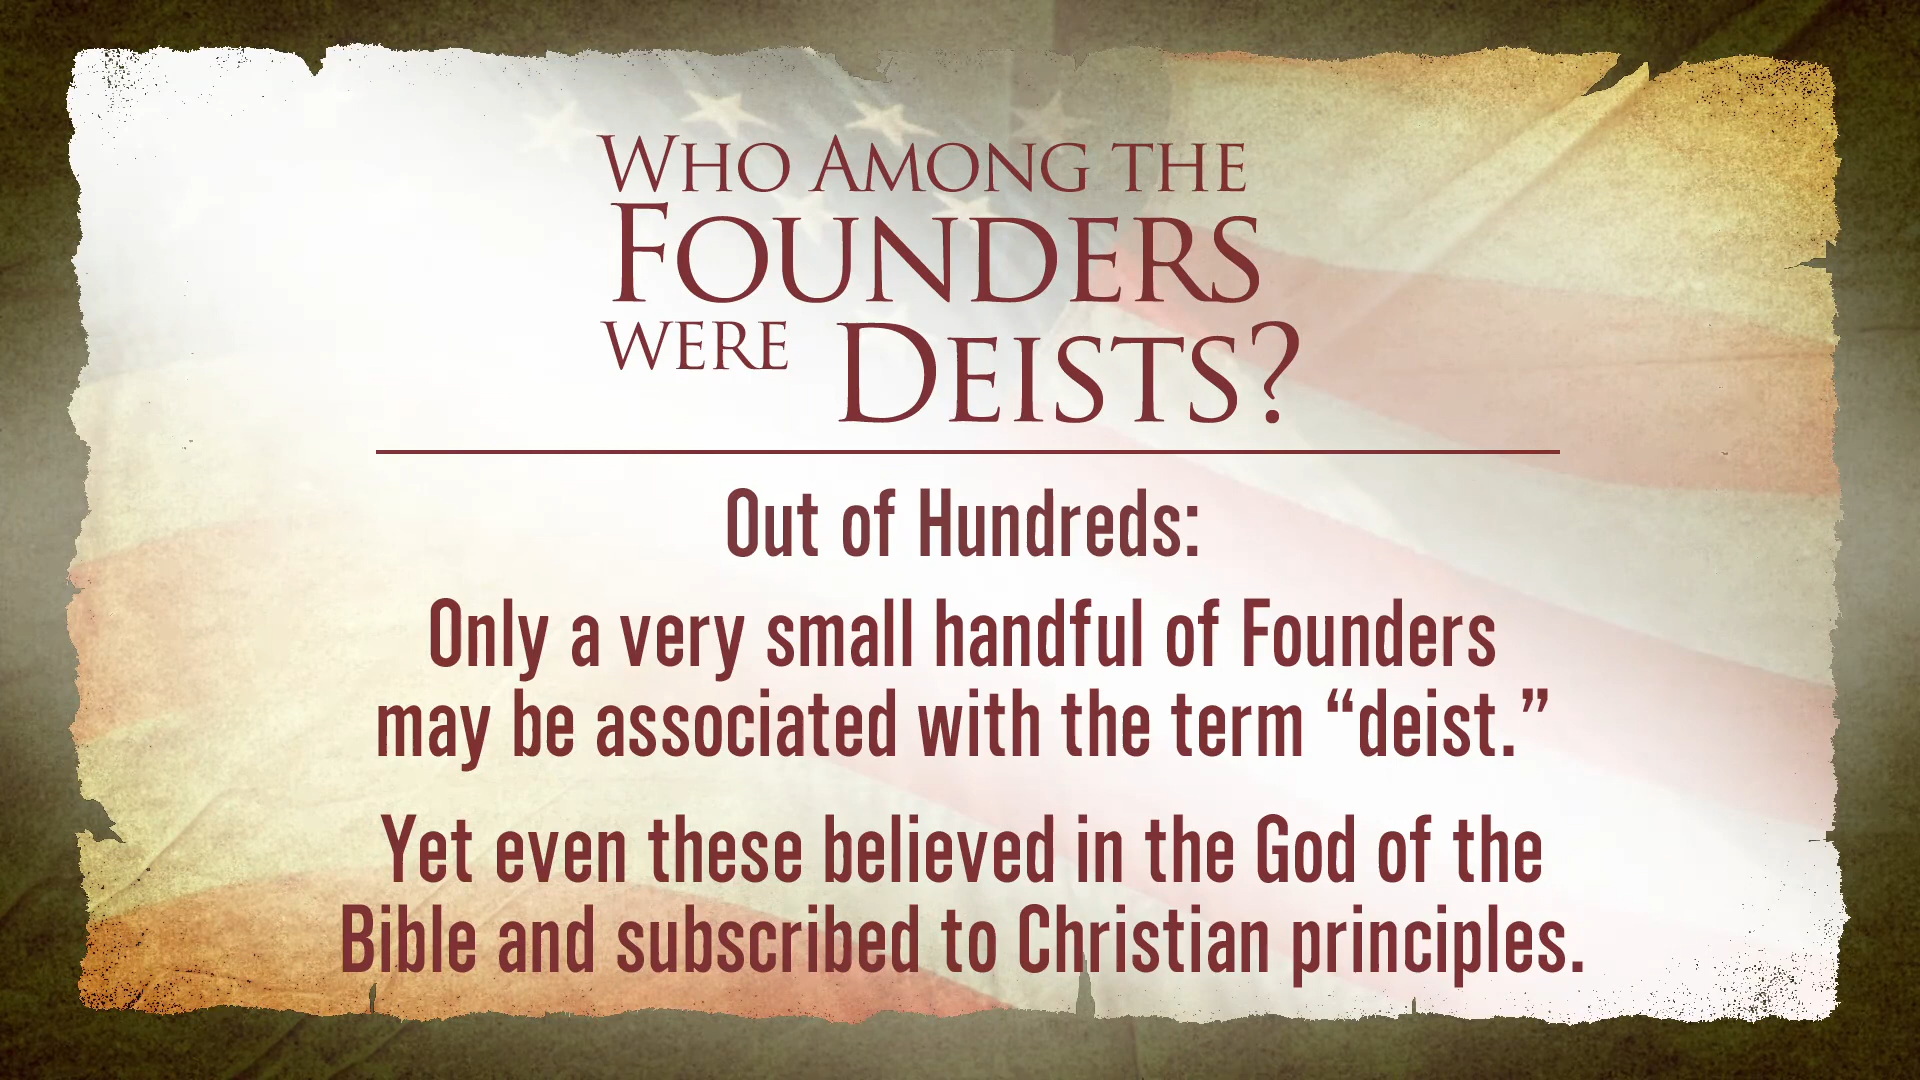 Who Among the
Founders
were Deists?
Out of Hundreds:
Only a very small handful of Founders
may be associated with the term “deist.”
Yet even these believed in the God of the
Bible and subscribed to Christian principles.